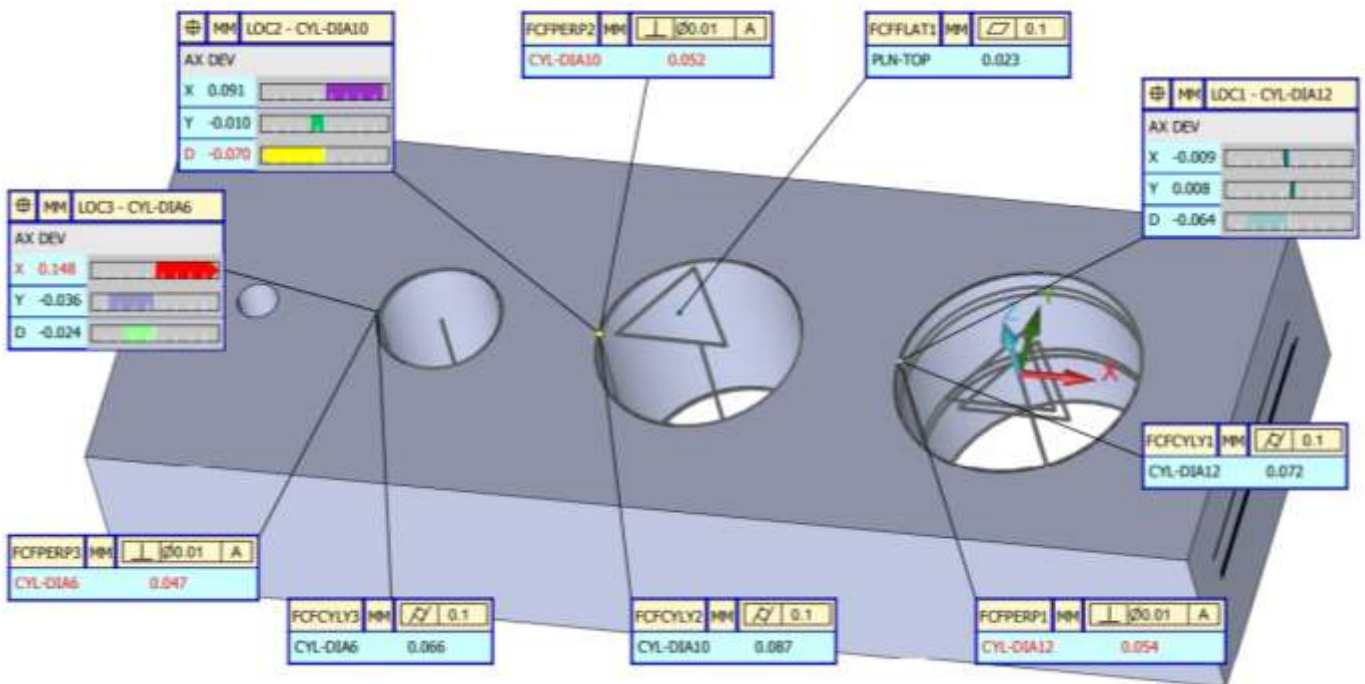 ⌖ MM LOC2 - CYL-DIA10
AX DEV
X 0.091
Y -0.010
D -0.070
FCFPERP2 MM ⟂ Ø0.01 A
CYL-DIA10 0.052
FCFFLAT1 MM ⏥ 0.1
PLN-TOP 0.023
⌖ MM LOC1 - CYL-DIA12
AX DEV
X -0.009
Y 0.008
D -0.064
⌖ MM LOC3 - CYL-DIA6
AX DEV
X 0.148
Y -0.036
D -0.024
Z
Y
X
FCFCYLY1 MM ⌭ 0.1
CYL-DIA12 0.072
FCFPERP3 MM ⟂ Ø0.01 A
CYL-DIA6 0.047
FCFCYLY3 MM ⌭ 0.1
CYL-DIA6 0.066
FCFCYLY2 MM ⌭ 0.1
CYL-DIA10 0.087
FCFPERP1 MM ⟂ Ø0.01 A
CYL-DIA12 0.054